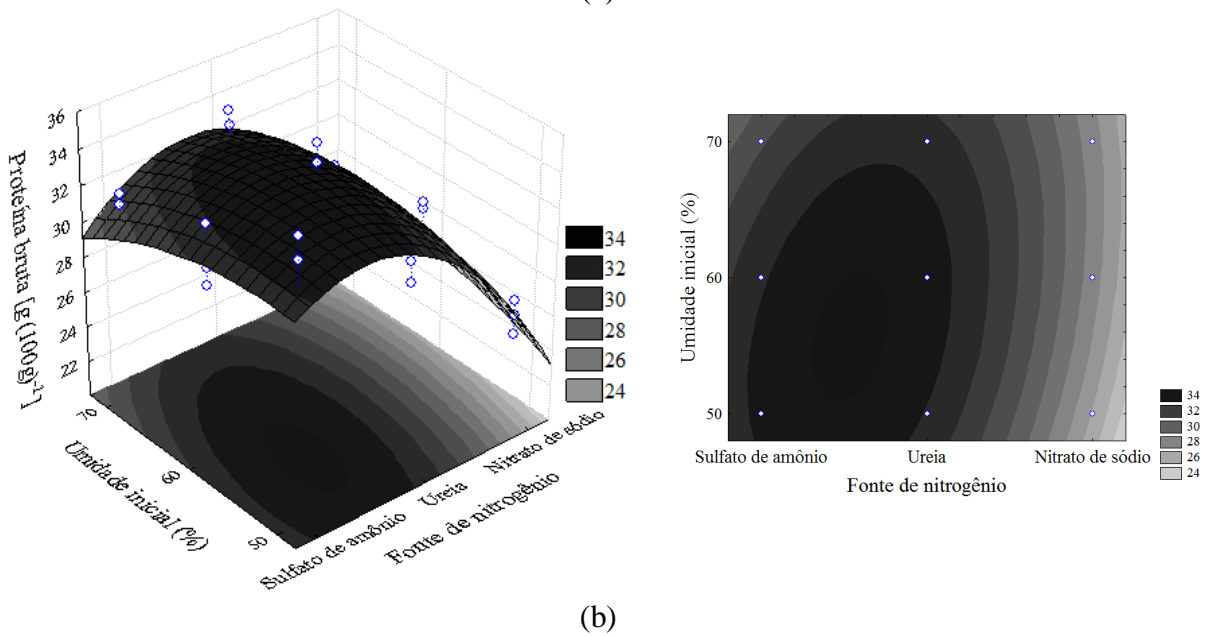 36
34
32
30
28
26
24
22
Proteína bruta [g (100g)⁻¹]
70
60
50
Umidade inicial (%)
Sulfato de amônio
Ureia
Nitrato de sódio
Fonte de nitrogênio
34
32
30
28
26
24
70
60
50
Umidade inicial (%)
Sulfato de amônio
Ureia
Nitrato de sódio
Fonte de nitrogênio
34
32
30
28
26
24
(b)